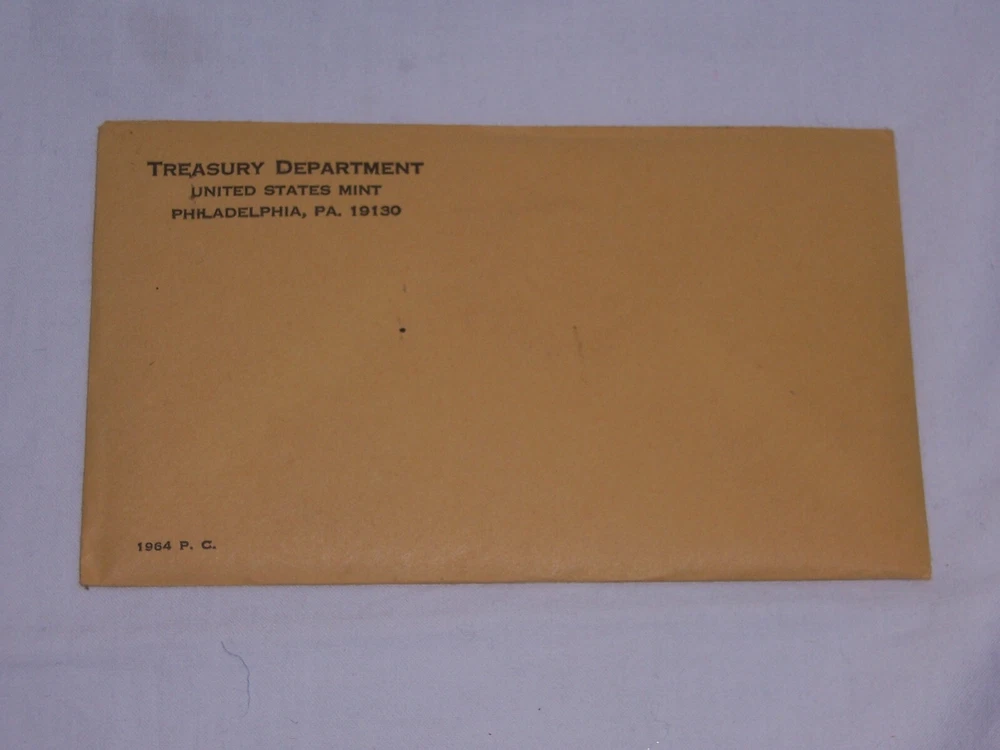 TREASURY DEPARTMENT
UNITED STATES MINT
PHILADELPHIA, PA. 19130
1964 P. C.